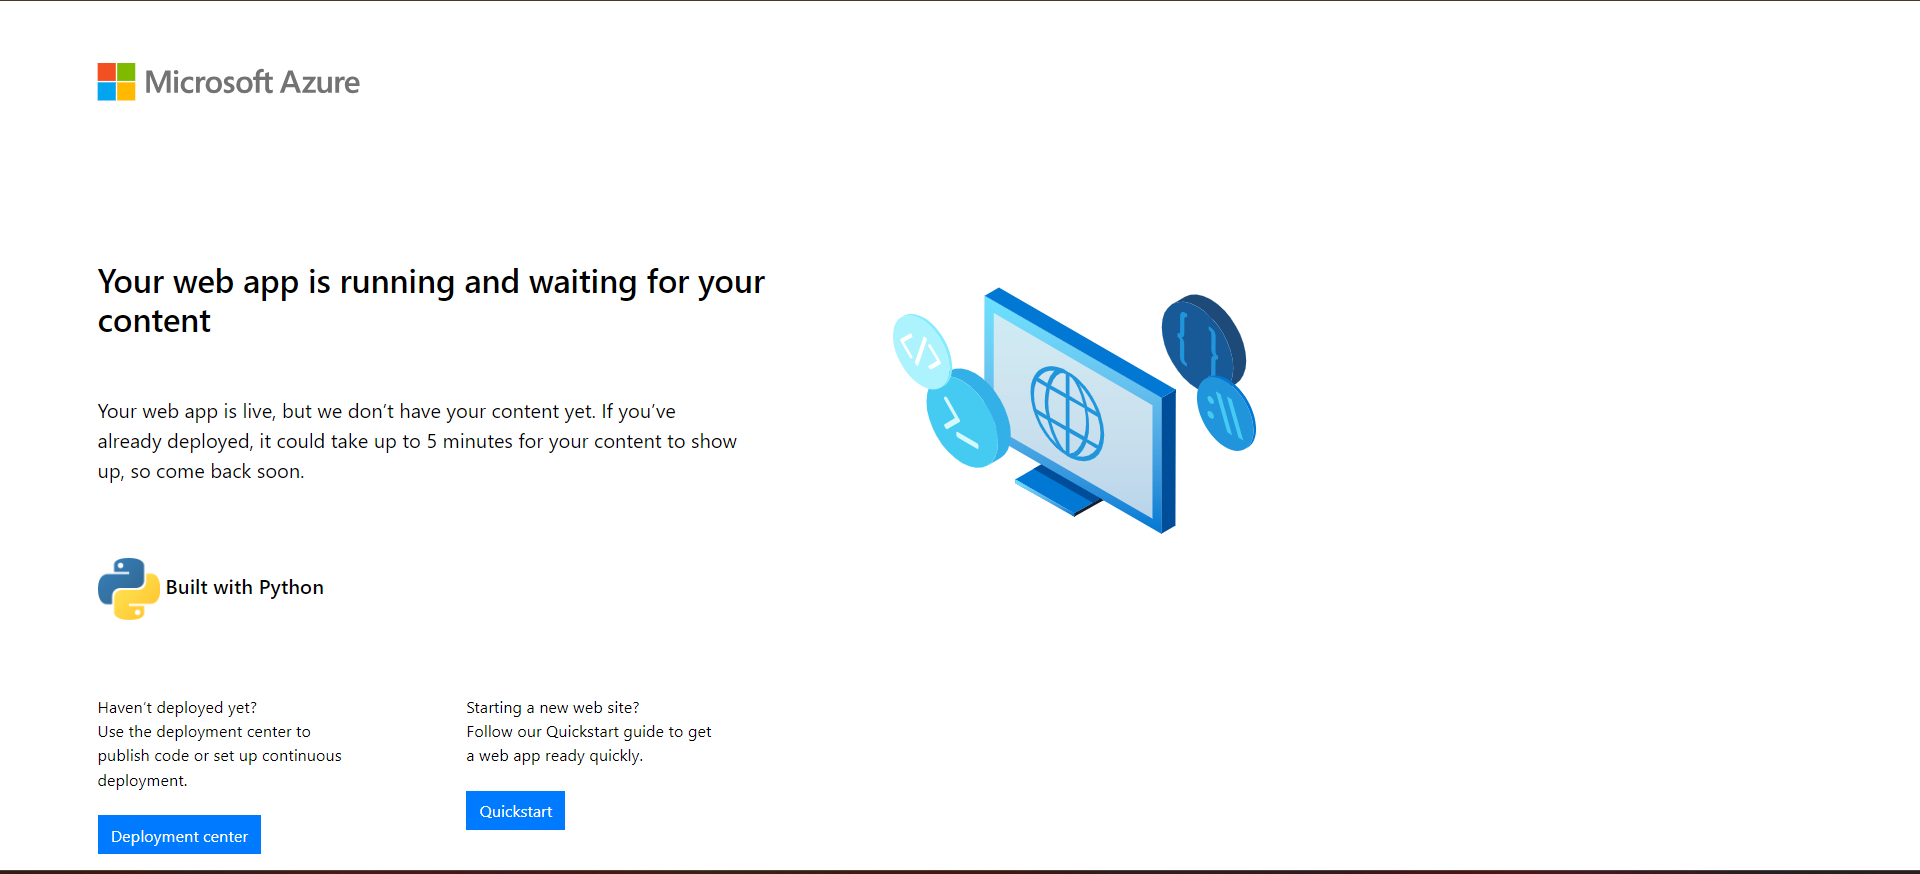 Microsoft Azure
Your web app is running and waiting for your
content
Your web app is live, but we don’t have your content yet. If you’ve
already deployed, it could take up to 5 minutes for your content to show
up, so come back soon.
Built with Python
Haven’t deployed yet?
Use the deployment center to
publish code or set up continuous
deployment.
Deployment center
Starting a new web site?
Follow our Quickstart guide to get
a web app ready quickly.
Quickstart